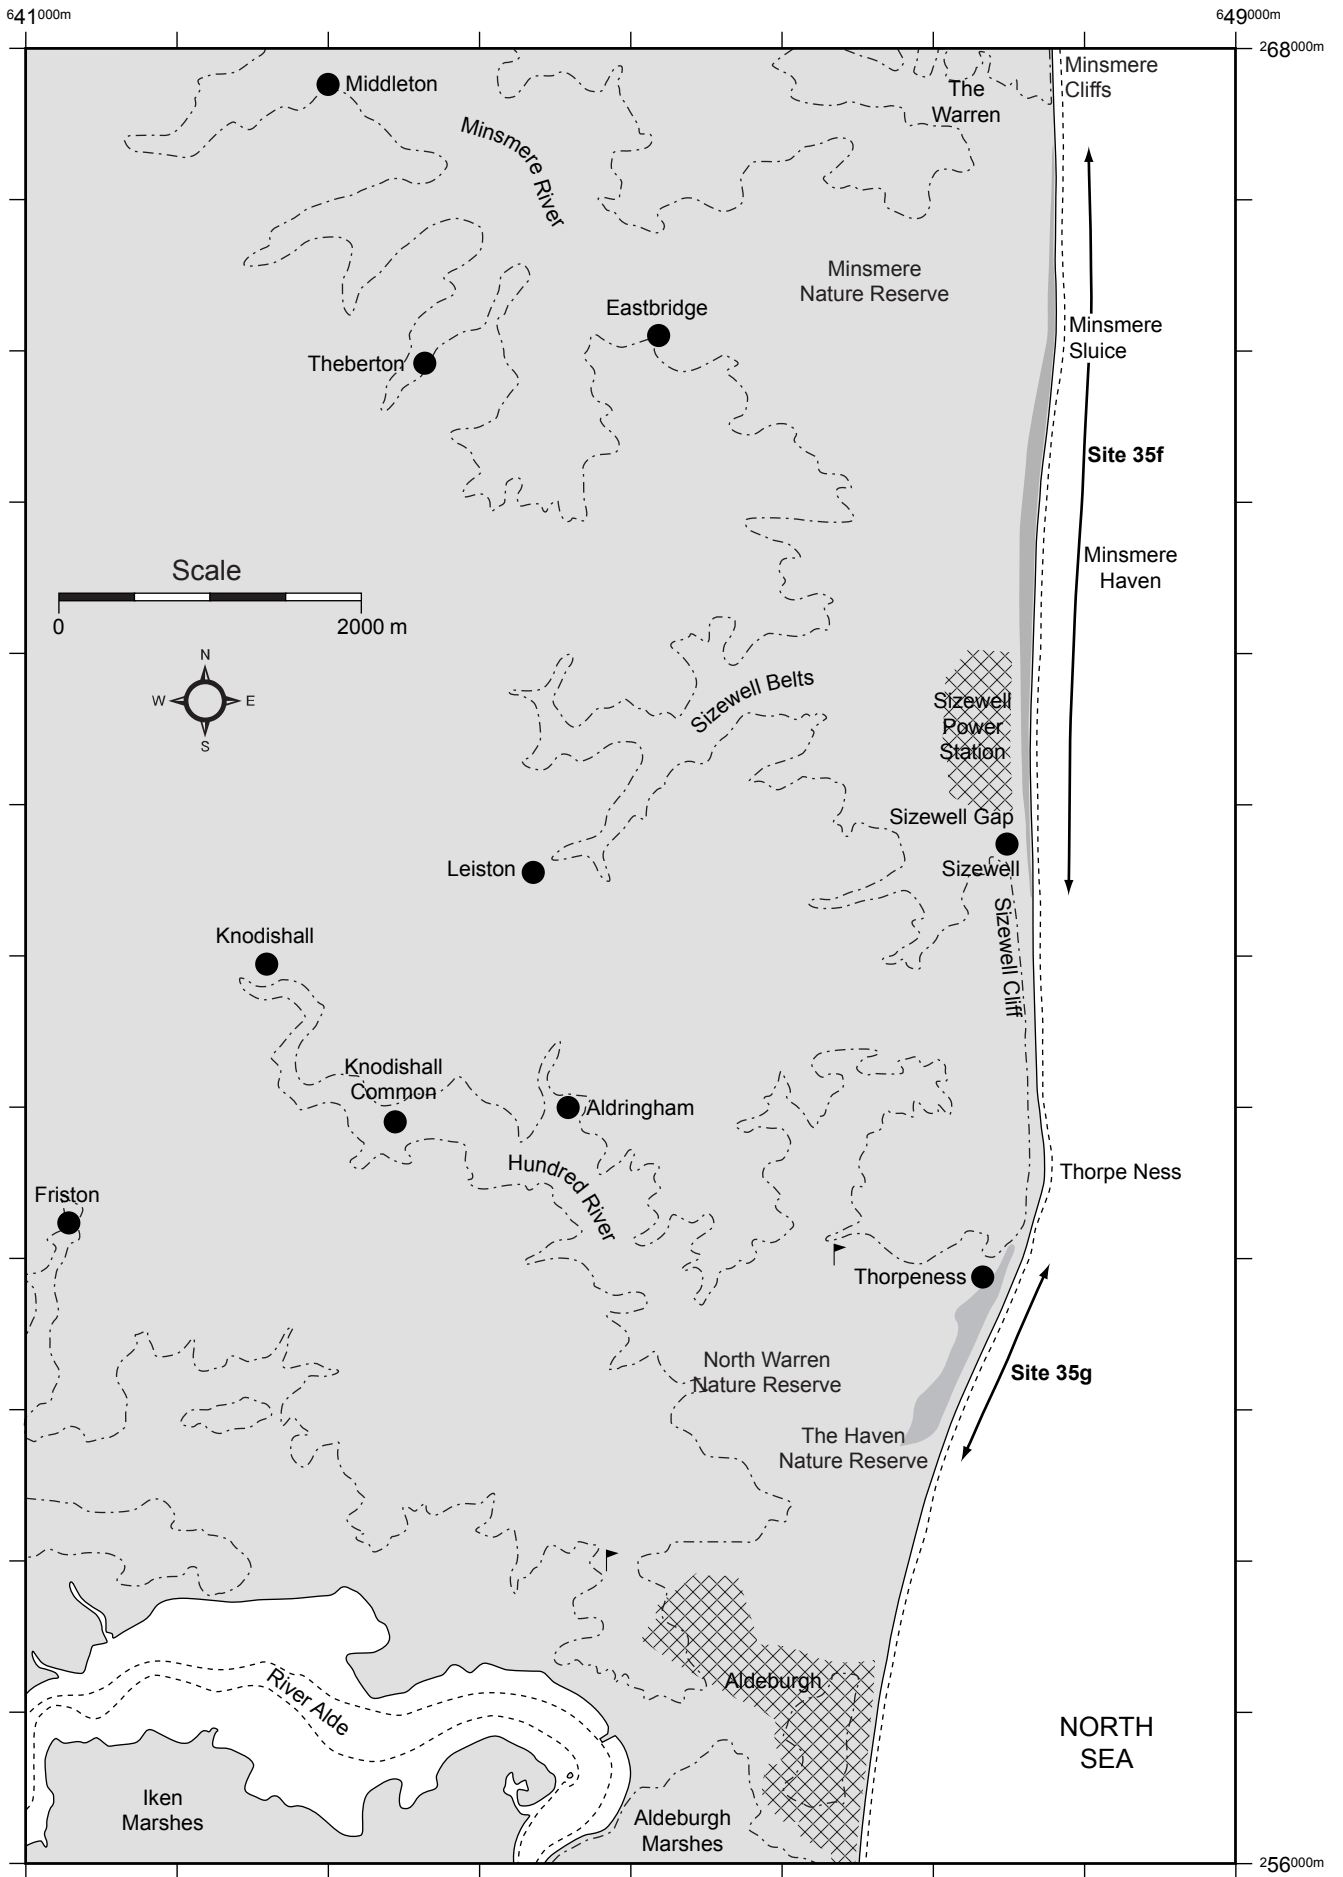 641000m
649000m
268000m
Minsmere
Cliffs
Middleton
The
Warren
Minsmere River
Minsmere
Nature Reserve
Eastbridge
Minsmere
Sluice
Theberton
Site 35f
Minsmere
Haven
Scale
0
2000 m
N
W
E
S
Sizewell Belts
Sizewell
Power
Station
Sizewell Gap
Leiston
Sizewell
Sizewell Cliff
Knodishall
Knodishall
Common
Aldringham
Hundred River
Thorpe Ness
Friston
Thorpeness
North Warren
Nature Reserve
Site 35g
The Haven
Nature Reserve
Aldeburgh
River Alde
NORTH
SEA
Iken
Marshes
Aldeburgh
Marshes
256000m